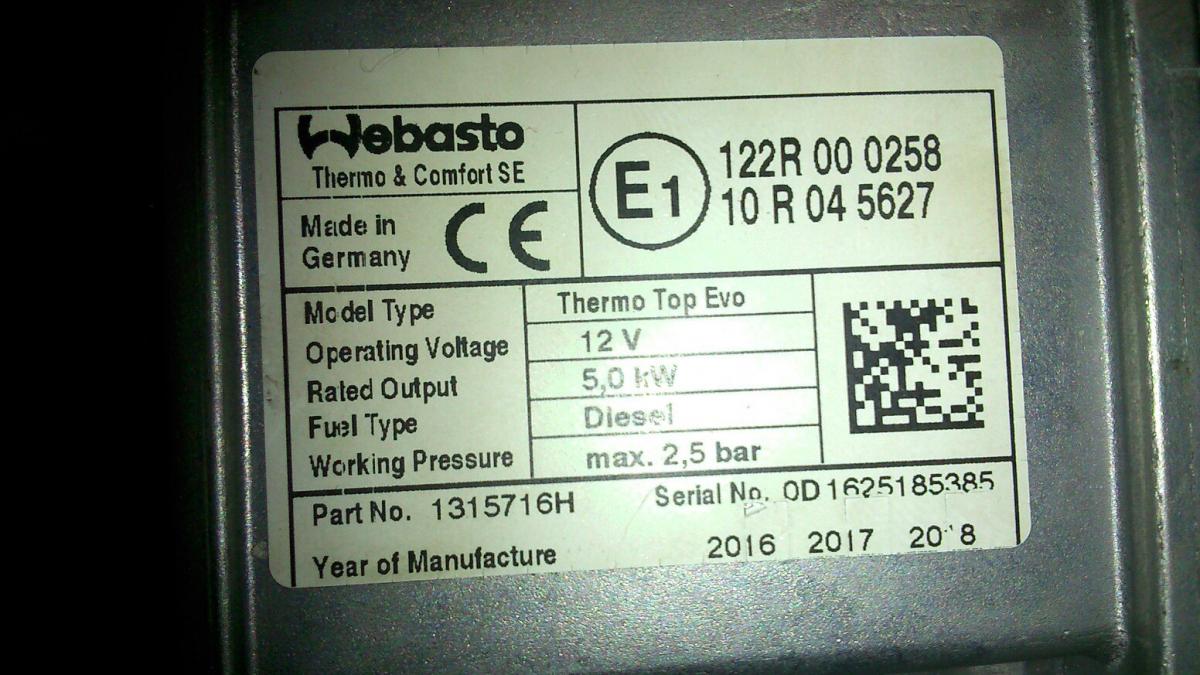 Webasto
Thermo & Comfort SE
Made in
Germany
CE
E1
122R 00 0258
10 R 04 5627
Model Type Thermo Top Evo
Operating Voltage 12 V
Rated Output 5,0 kW
Fuel Type Diesel
Working Pressure max. 2,5 bar
Part No. 1315716H Serial No. 0D1625185385
Year of Manufacture 2016 2017 2018